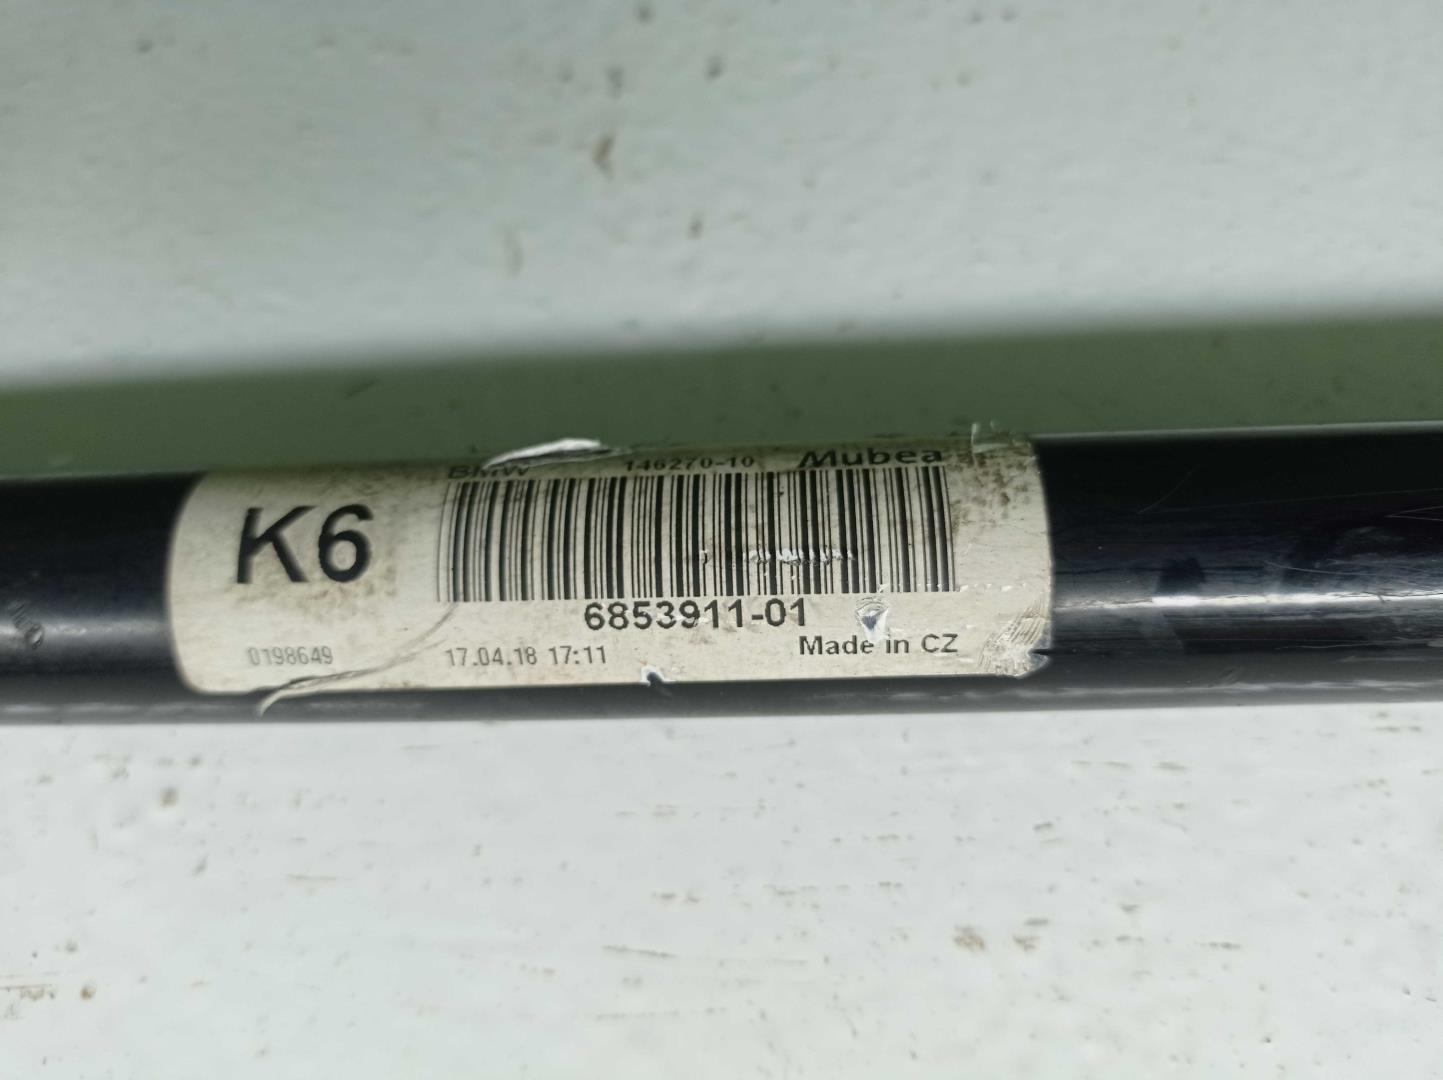 BMW 146270-10 Mubea
K6
6853911-01
0198649 17.04.18 17:11 Made in CZ